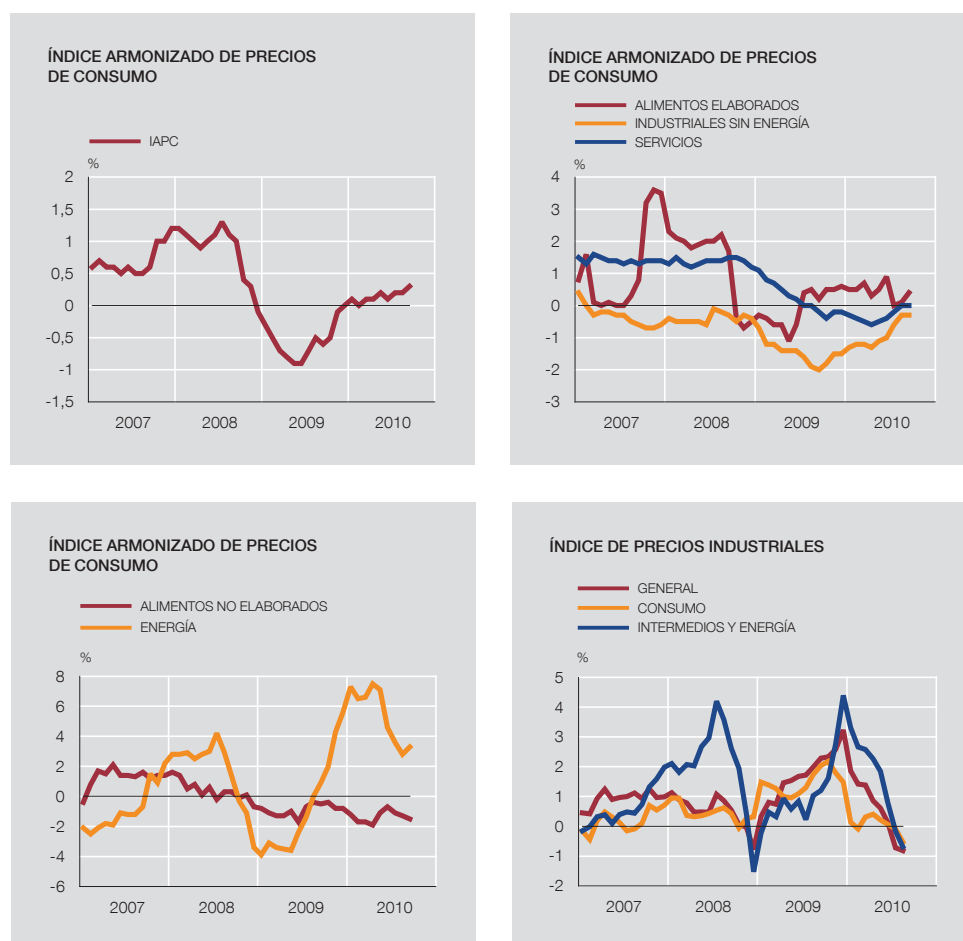 ÍNDICE ARMONIZADO DE PRECIOS
DE CONSUMO
IAPC
%
2
1,5
1
0,5
0
-0,5
-1
-1,5
2007 2008 2009 2010
ÍNDICE ARMONIZADO DE PRECIOS
DE CONSUMO
ALIMENTOS ELABORADOS
INDUSTRIALES SIN ENERGÍA
SERVICIOS
%
4
3
2
1
0
-1
-2
-3
2007 2008 2009 2010
ÍNDICE ARMONIZADO DE PRECIOS
DE CONSUMO
ALIMENTOS NO ELABORADOS
ENERGÍA
%
8
6
4
2
0
-2
-4
-6
2007 2008 2009 2010
ÍNDICE DE PRECIOS INDUSTRIALES
GENERAL
CONSUMO
INTERMEDIOS Y ENERGÍA
%
5
4
3
2
1
0
-1
-2
2007 2008 2009 2010